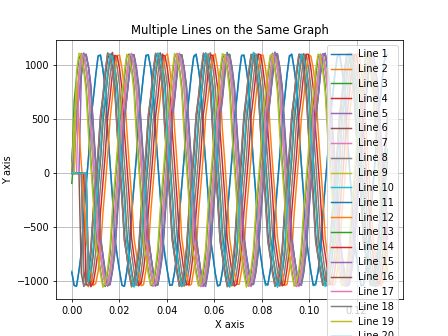 Multiple Lines on the Same Graph
Y axis
1000
500
0
−500
−1000
0.00
0.02
0.04
0.06
0.08
0.10
X axis
Line 1
Line 2
Line 3
Line 4
Line 5
Line 6
Line 7
Line 8
Line 9
Line 10
Line 11
Line 12
Line 13
Line 14
Line 15
Line 16
Line 17
Line 18
Line 19
Line 20